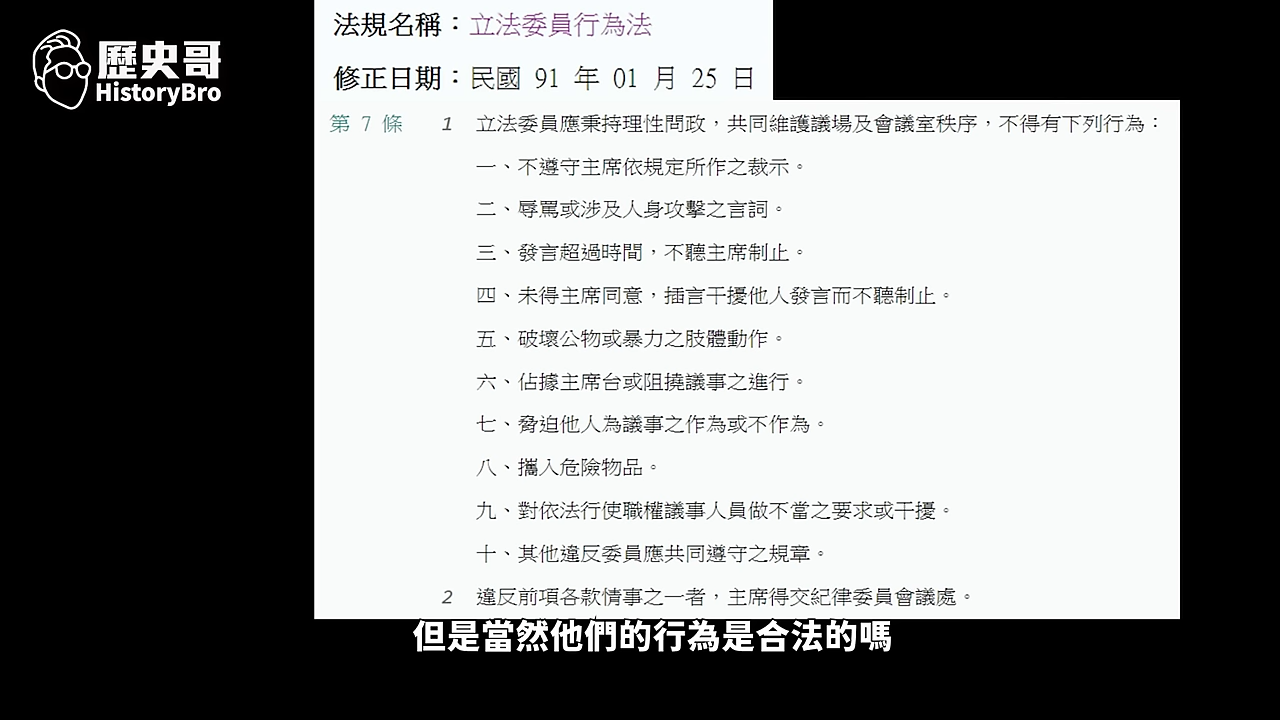 歷史哥
HistoryBro
法規名稱：立法委員行為法
修正日期：民國 91 年 01 月 25 日
第 7 條 1 立法委員應秉持理性問政，共同維護議場及會議室秩序，不得有下列行為：
一、不遵守主席依規定所作之裁示。
二、辱罵或涉及人身攻擊之言詞。
三、發言超過時間，不聽主席制止。
四、未得主席同意，插言干擾他人發言而不聽制止。
五、破壞公物或暴力之肢體動作。
六、佔據主席台或阻撓議事之進行。
七、脅迫他人為議事之作為或不作為。
八、攜入危險物品。
九、對依法行使職權議事人員做不當之要求或干擾。
十、其他違反委員應共同遵守之規章。
2 違反前項各款情事之一者，主席得交紀律委員會議處。
但是當然他們的行為是合法的嗎